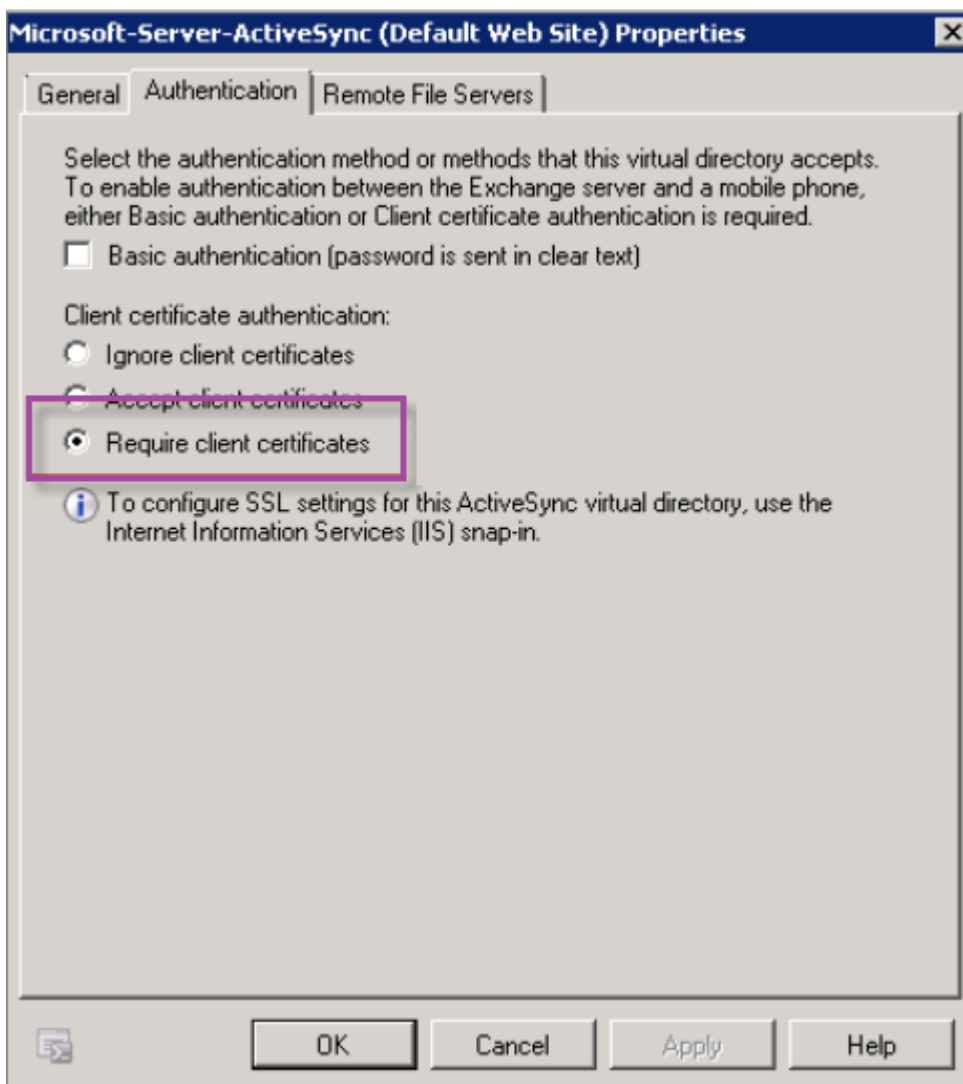 Microsoft-Server-ActiveSync (Default Web Site) Properties
General Authentication Remote File Servers
Select the authentication method or methods that this virtual directory accepts.
To enable authentication between the Exchange server and a mobile phone,
either Basic authentication or Client certificate authentication is required.
Basic authentication (password is sent in clear text)
Client certificate authentication:
Ignore client certificates
Accept client certificates
Require client certificates
To configure SSL settings for this ActiveSync virtual directory, use the
Internet Information Services (IIS) snap-in.
OK Cancel Apply Help